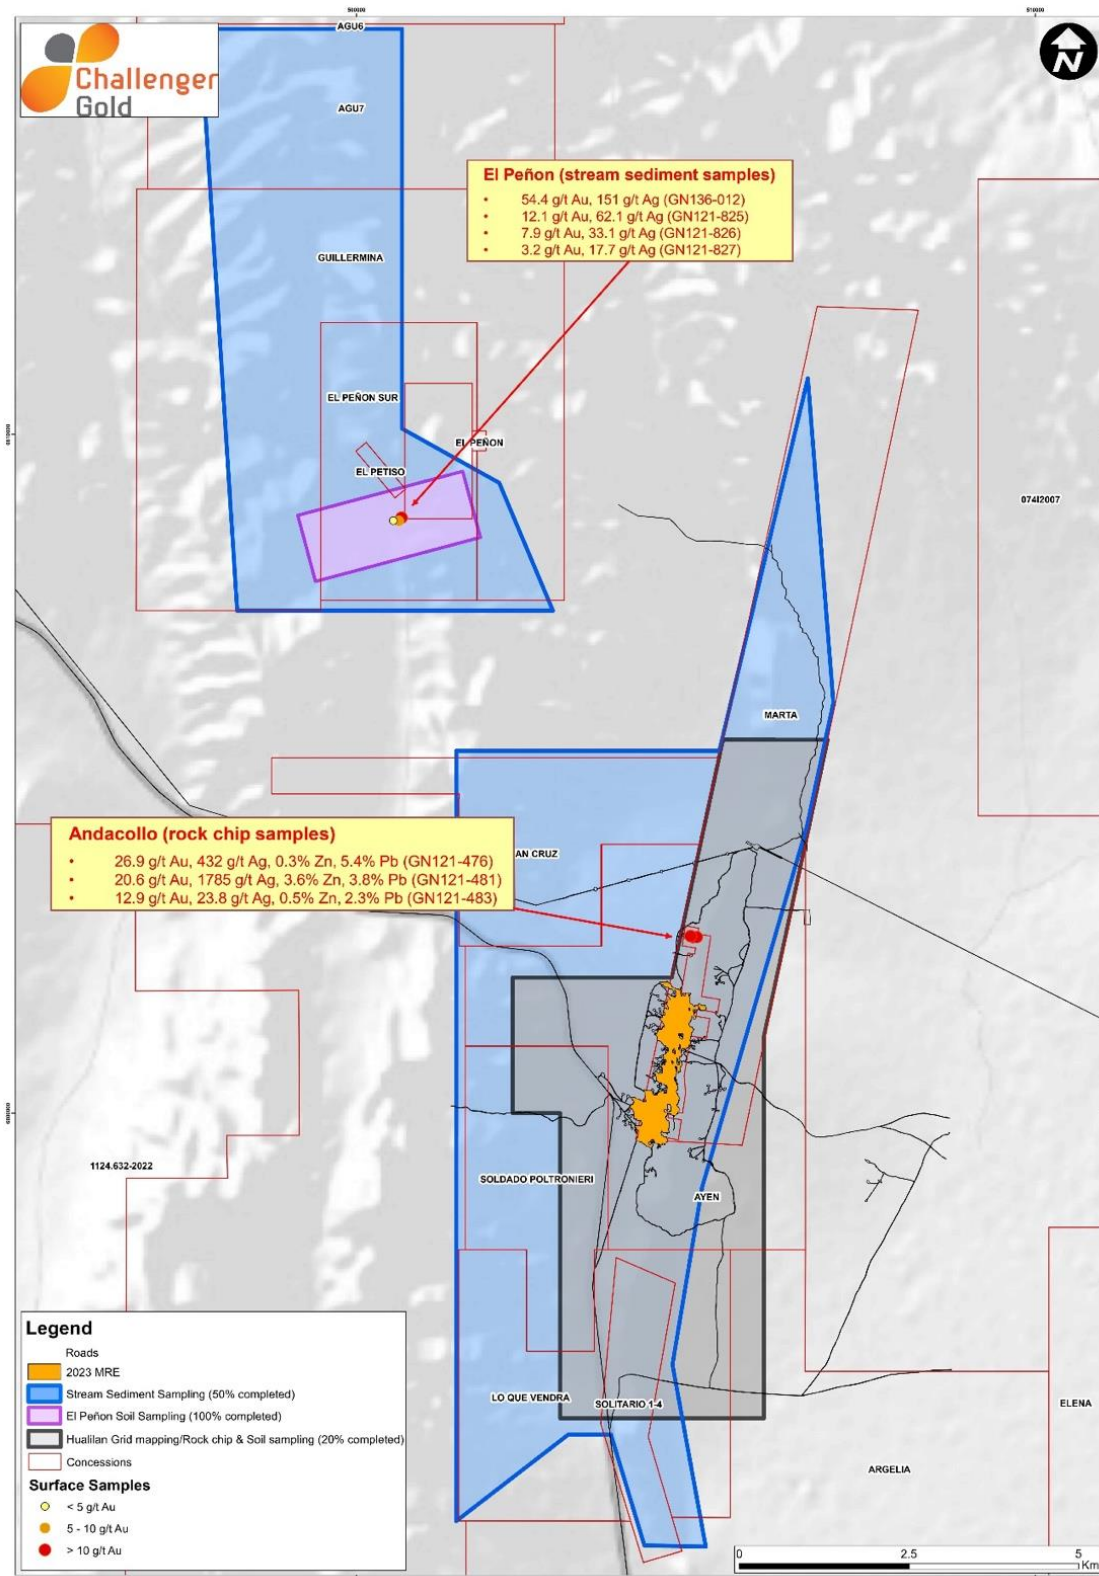 500000
510000
AGU6
Challenger
Gold
N
AGU7
El Peñon (stream sediment samples)
• 54.4 g/t Au, 151 g/t Ag (GN136-012)
• 12.1 g/t Au, 62.1 g/t Ag (GN121-825)
• 7.9 g/t Au, 33.1 g/t Ag (GN121-826)
• 3.2 g/t Au, 17.7 g/t Ag (GN121-827)
GUILLERMINA
EL PEÑON SUR
EL PEÑON
EL PETISO
074I2007
MARTA
Andacollo (rock chip samples)
• 26.9 g/t Au, 432 g/t Ag, 0.3% Zn, 5.4% Pb (GN121-476)
• 20.6 g/t Au, 1785 g/t Ag, 3.6% Zn, 3.8% Pb (GN121-481)
• 12.9 g/t Au, 23.8 g/t Ag, 0.5% Zn, 2.3% Pb (GN121-483)
AN CRUZ
1124.632-2022
SOLDADO POLTRONIERI
AYEN
LO QUE VENDRA
SOLITARIO 1-4
ELENA
ARGELIA
Legend
Roads
2023 MRE
Stream Sediment Sampling (50% completed)
El Peñon Soil Sampling (100% completed)
Hualilan Grid mapping/Rock chip & Soil sampling (20% completed)
Concessions
Surface Samples
< 5 g/t Au
5 - 10 g/t Au
> 10 g/t Au
0 2.5 5
Km